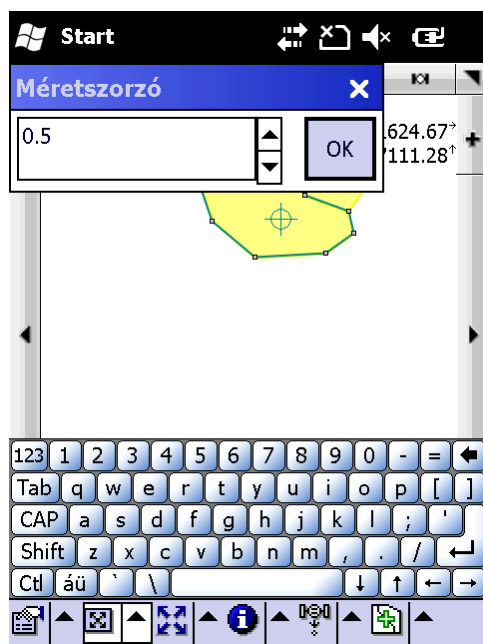 Start
Méretszorzó
0.5
OK
624.67
7111.28
123 1 2 3 4 5 6 7 8 9 0 - =
Tab q w e r t y u i o p [ ]
CAP a s d f g h j k l ; '
Shift z x c v b n m , . /
Ctl áü ` \